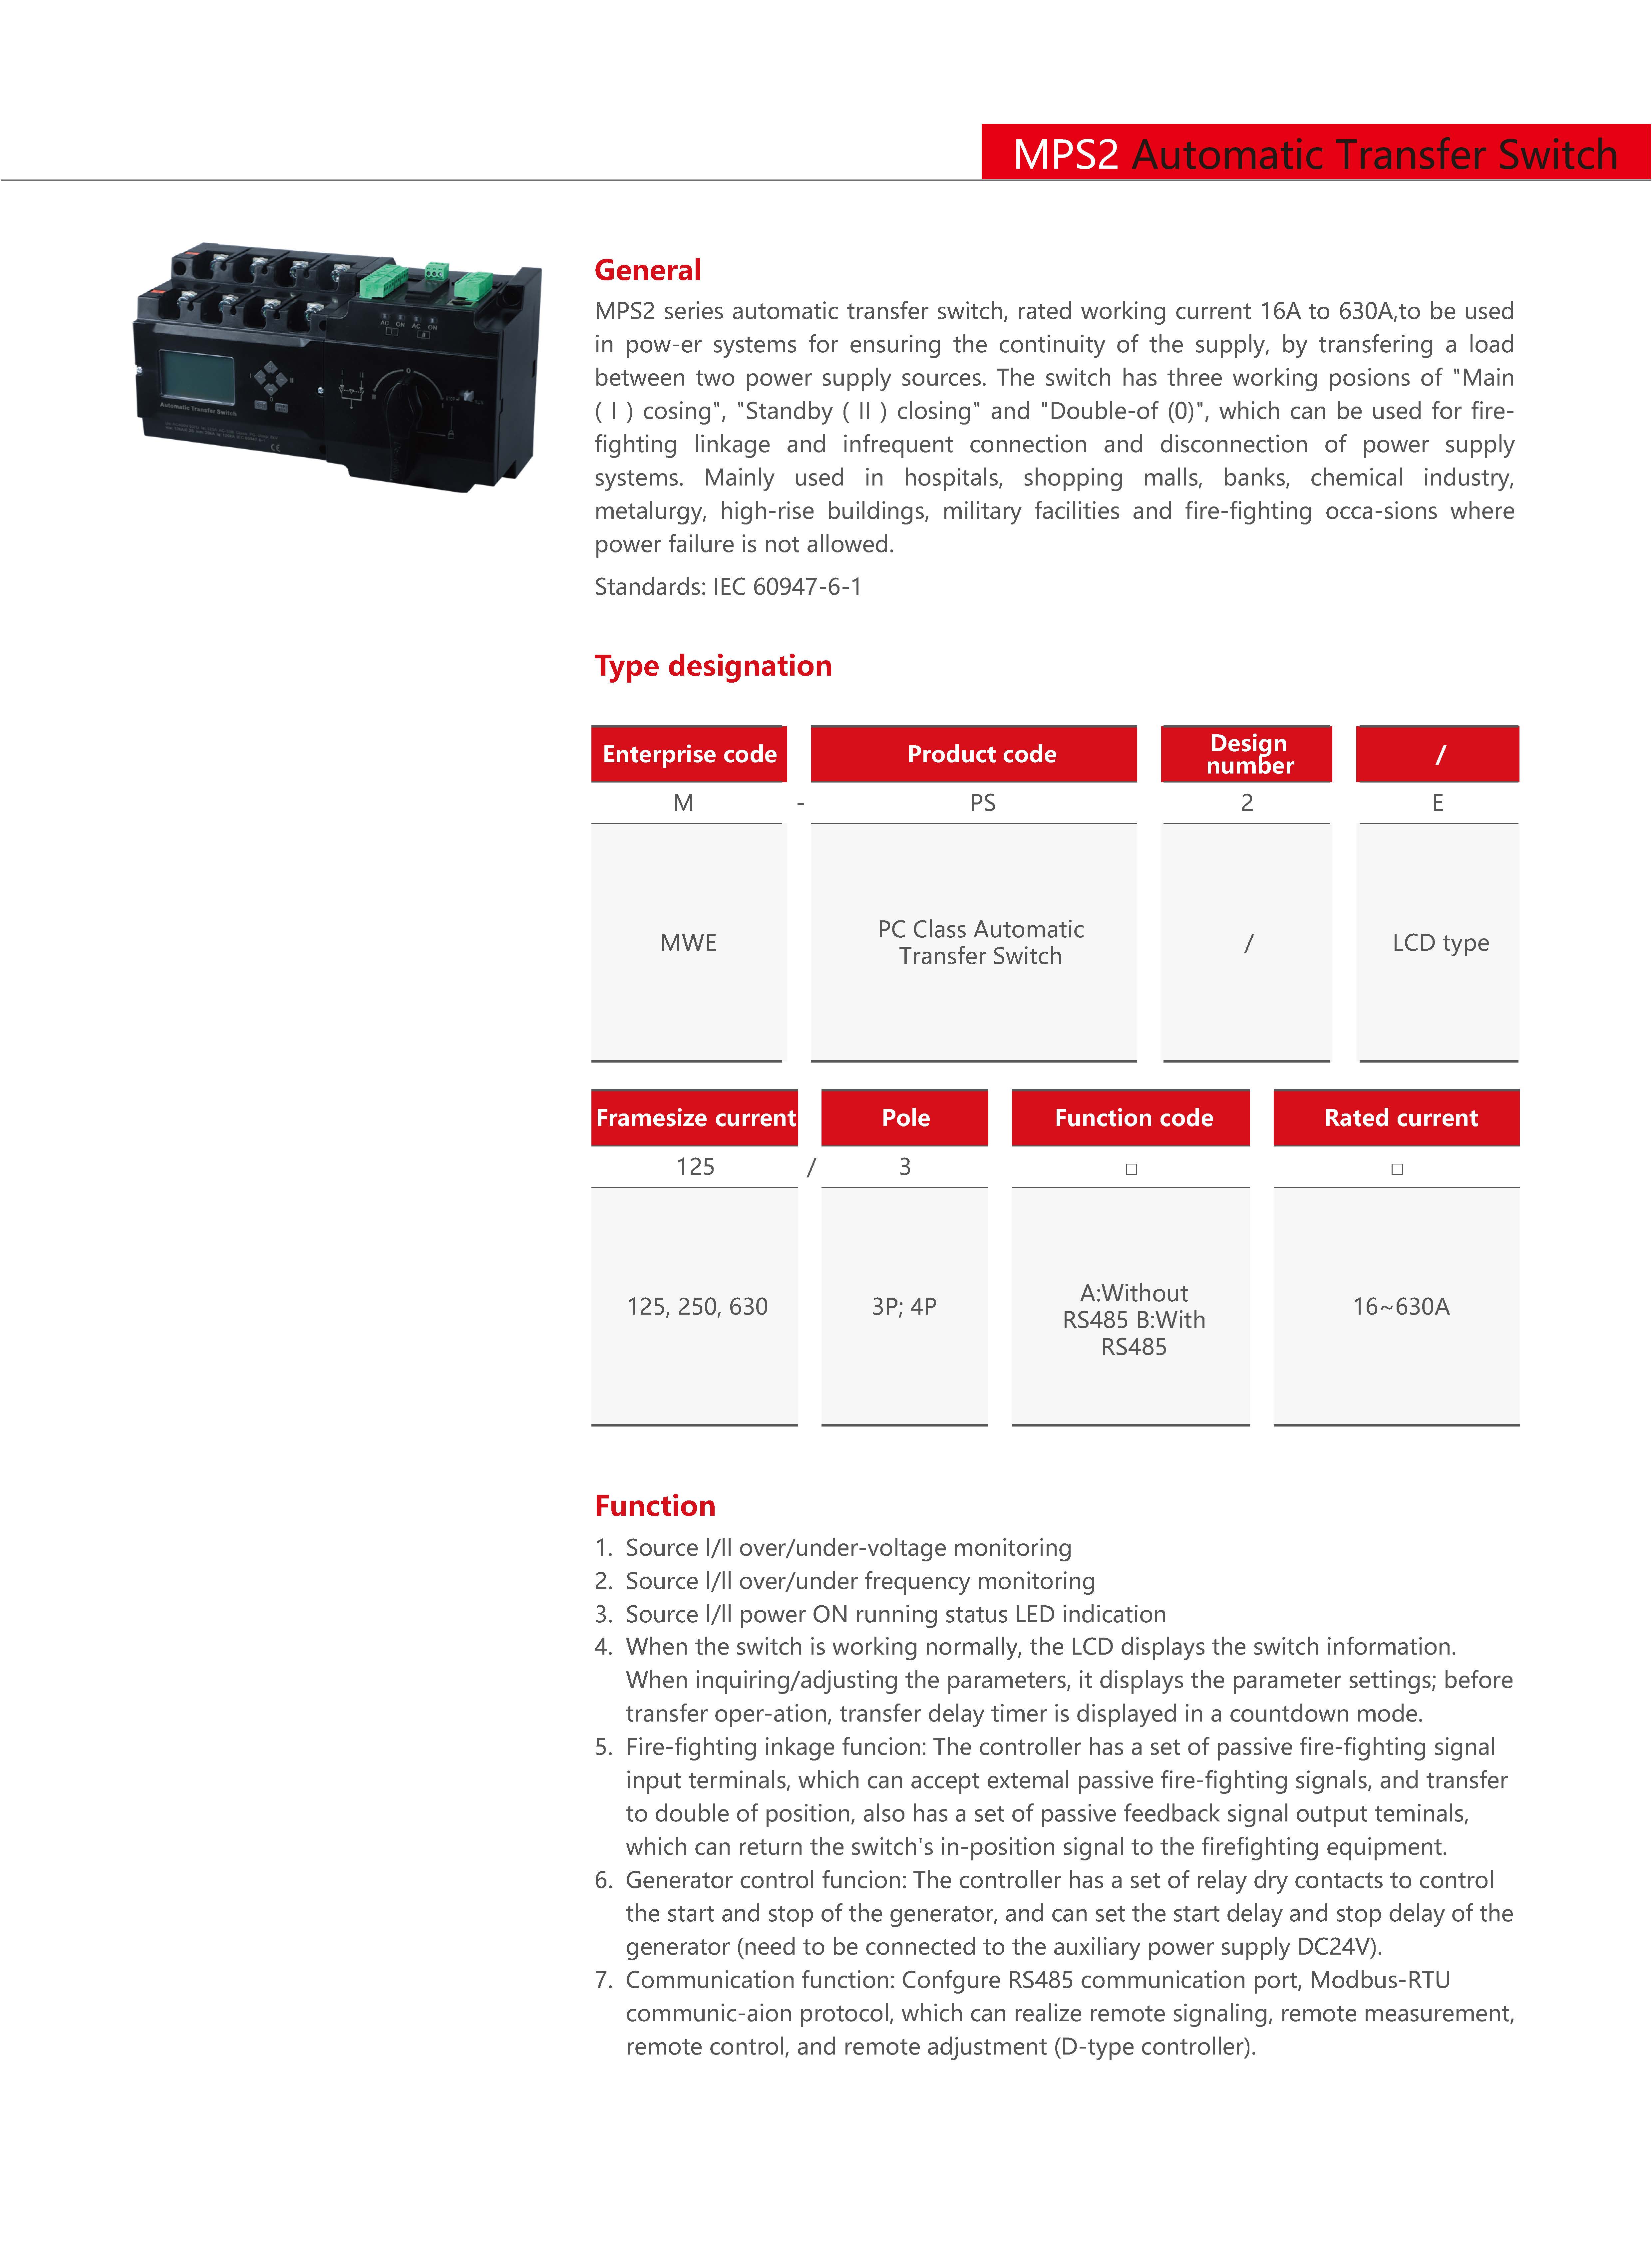 MPS2 Automatic Transfer Switch
General
MPS2 series automatic transfer switch, rated working current 16A to 630A,to be used
in pow-er systems for ensuring the continuity of the supply, by transfering a load
between two power supply sources. The switch has three working posions of "Main
( I ) cosing", "Standby ( II ) closing" and "Double-of (0)", which can be used for fire-
fighting linkage and infrequent connection and disconnection of power supply
systems. Mainly used in hospitals, shopping malls, banks, chemical industry,
metalurgy, high-rise buildings, military facilities and fire-fighting occa-sions where
power failure is not allowed.
Standards: IEC 60947-6-1
AC ON AC ON
I II
I II
0
II I
Automatic Transfer Switch
CE
Type designation
Enterprise code Product code Design number /
M - PS 2 E
MWE PC Class Automatic Transfer Switch / LCD type
Framesize current Pole Function code Rated current
125 / 3 □ □
125, 250, 630 3P; 4P A:Without RS485 B:With RS485 16~630A
Function
1. Source l/ll over/under-voltage monitoring
2. Source l/ll over/under frequency monitoring
3. Source l/ll power ON running status LED indication
4. When the switch is working normally, the LCD displays the switch information.
When inquiring/adjusting the parameters, it displays the parameter settings; before
transfer oper-ation, transfer delay timer is displayed in a countdown mode.
5. Fire-fighting inkage funcion: The controller has a set of passive fire-fighting signal
input terminals, which can accept extemal passive fire-fighting signals, and transfer
to double of position, also has a set of passive feedback signal output teminals,
which can return the switch's in-position signal to the firefighting equipment.
6. Generator control funcion: The controller has a set of relay dry contacts to control
the start and stop of the generator, and can set the start delay and stop delay of the
generator (need to be connected to the auxiliary power supply DC24V).
7. Communication function: Confgure RS485 communication port, Modbus-RTU
communic-aion protocol, which can realize remote signaling, remote measurement,
remote control, and remote adjustment (D-type controller).